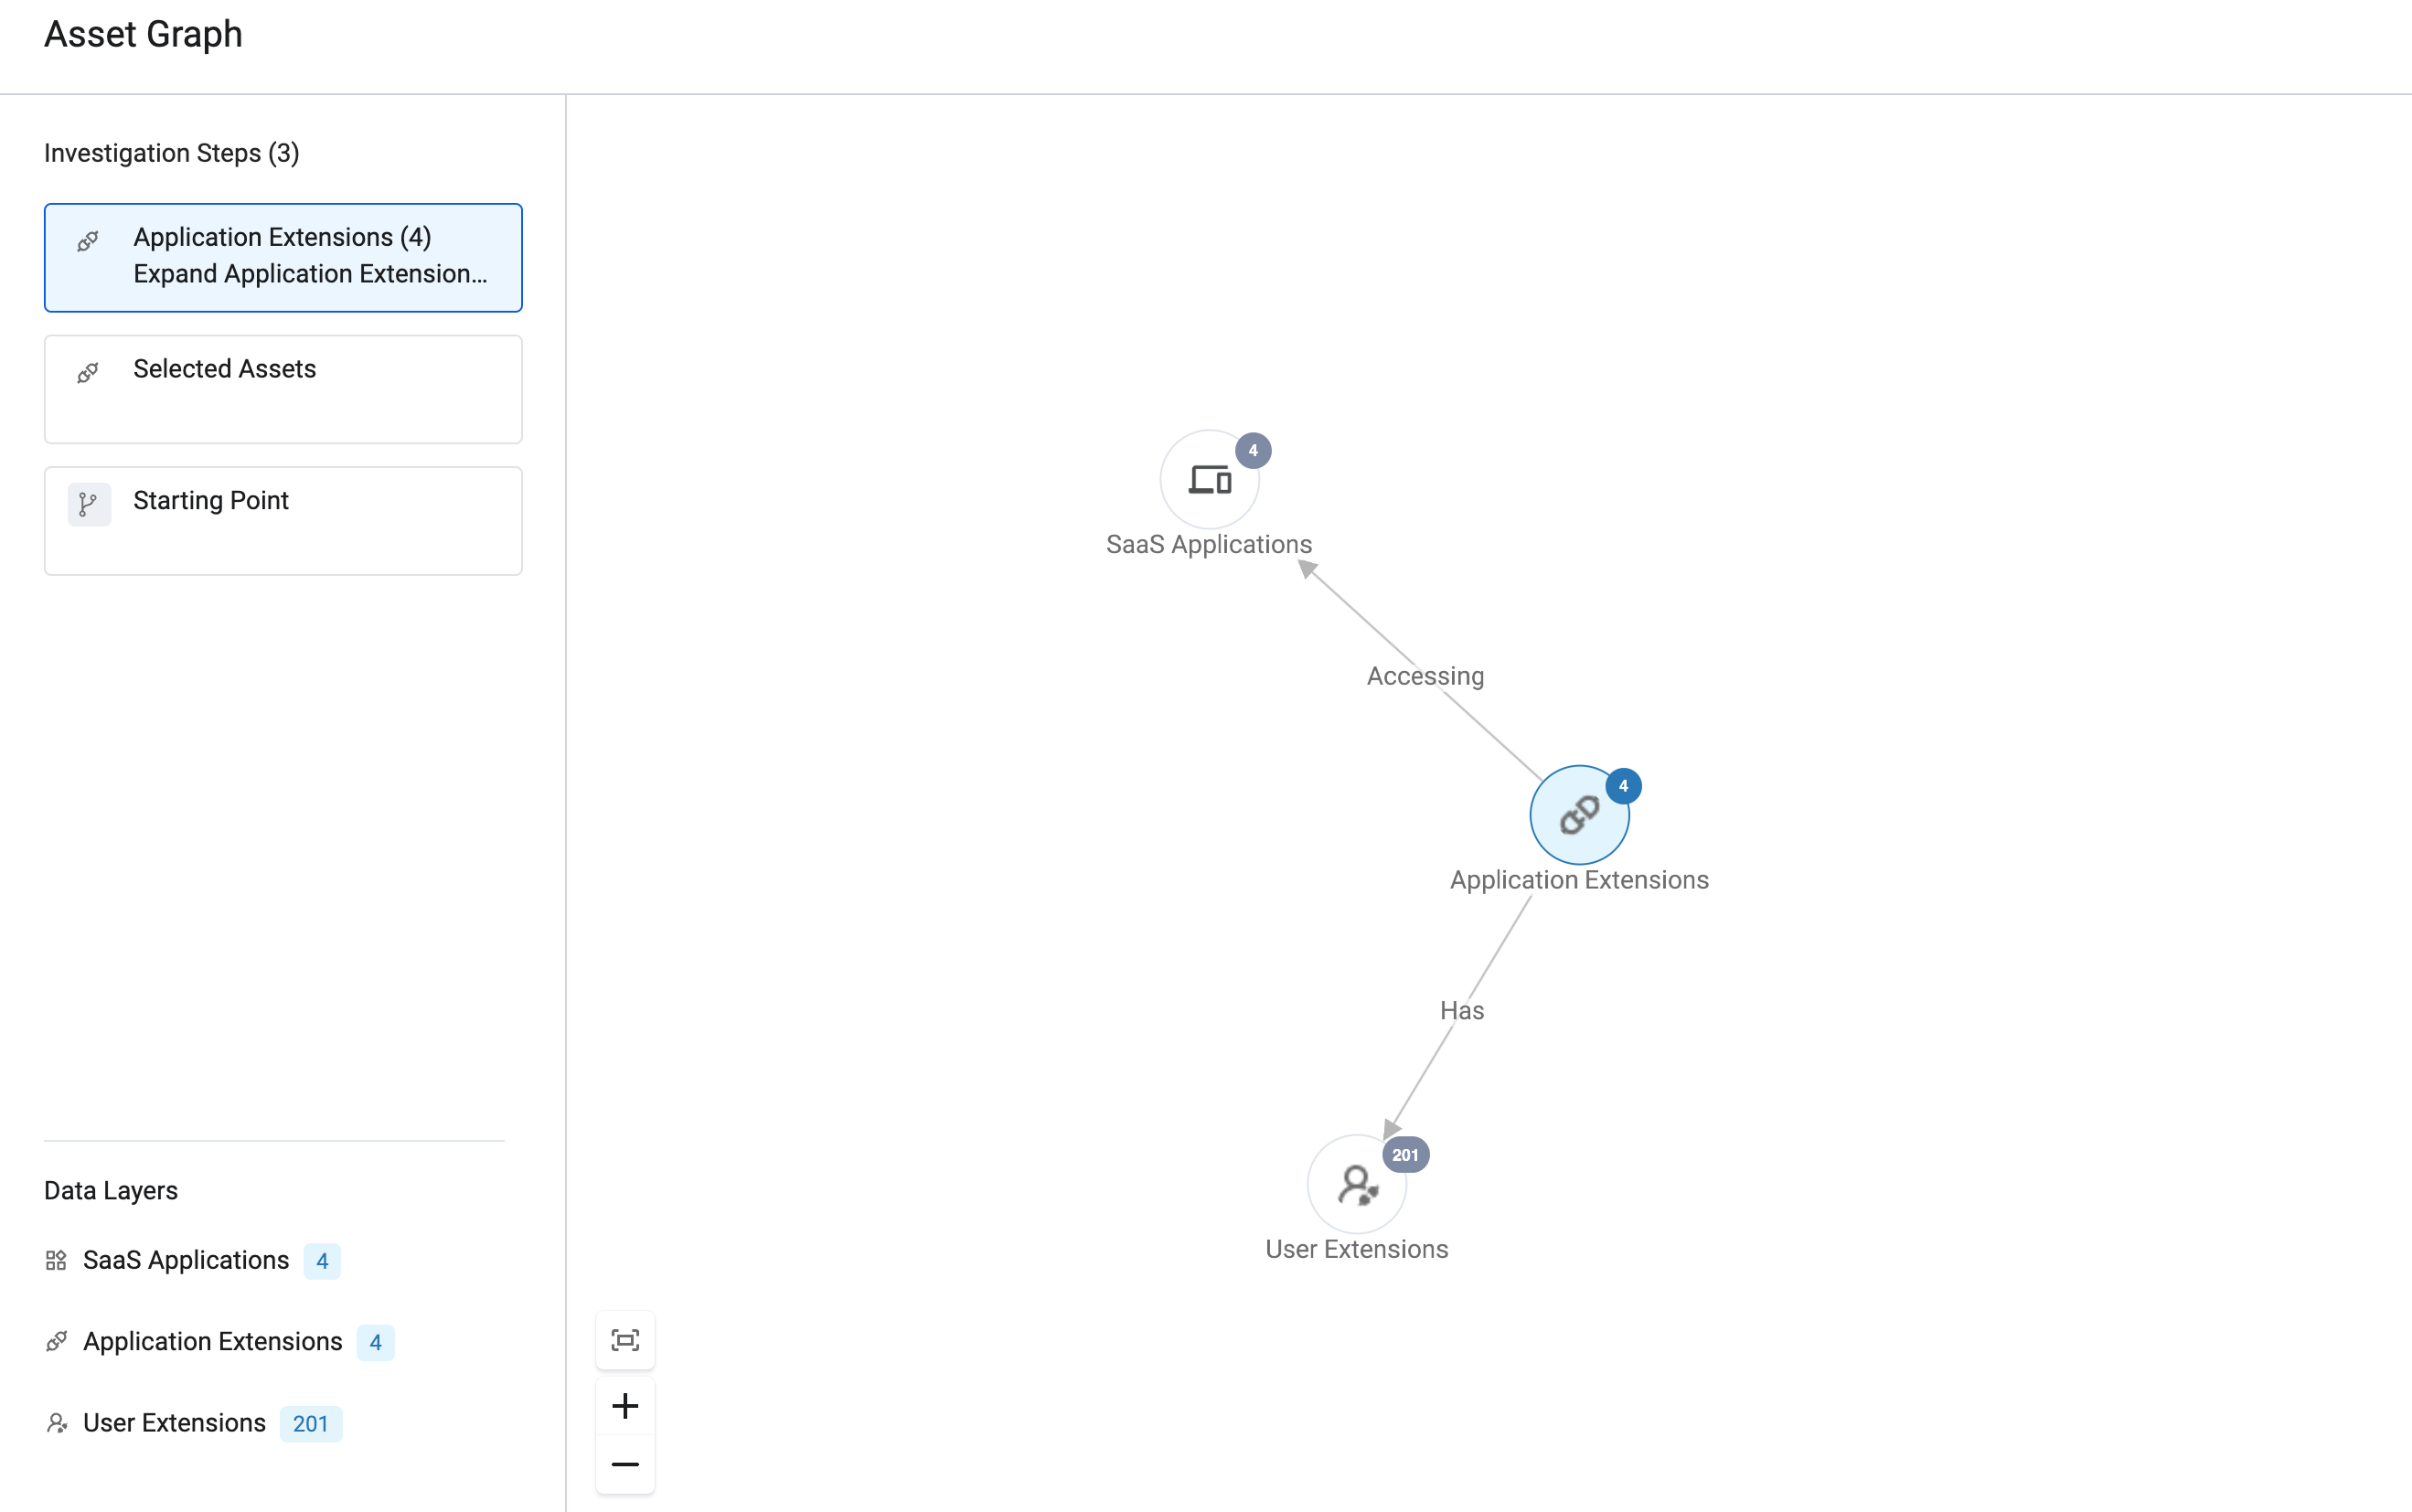 Asset Graph
Investigation Steps (3)
Application Extensions (4)
Expand Application Extension...
Selected Assets
Starting Point
4
SaaS Applications
Accessing
4
Application Extensions
Has
201
User Extensions
Data Layers
SaaS Applications 4
Application Extensions 4
User Extensions 201